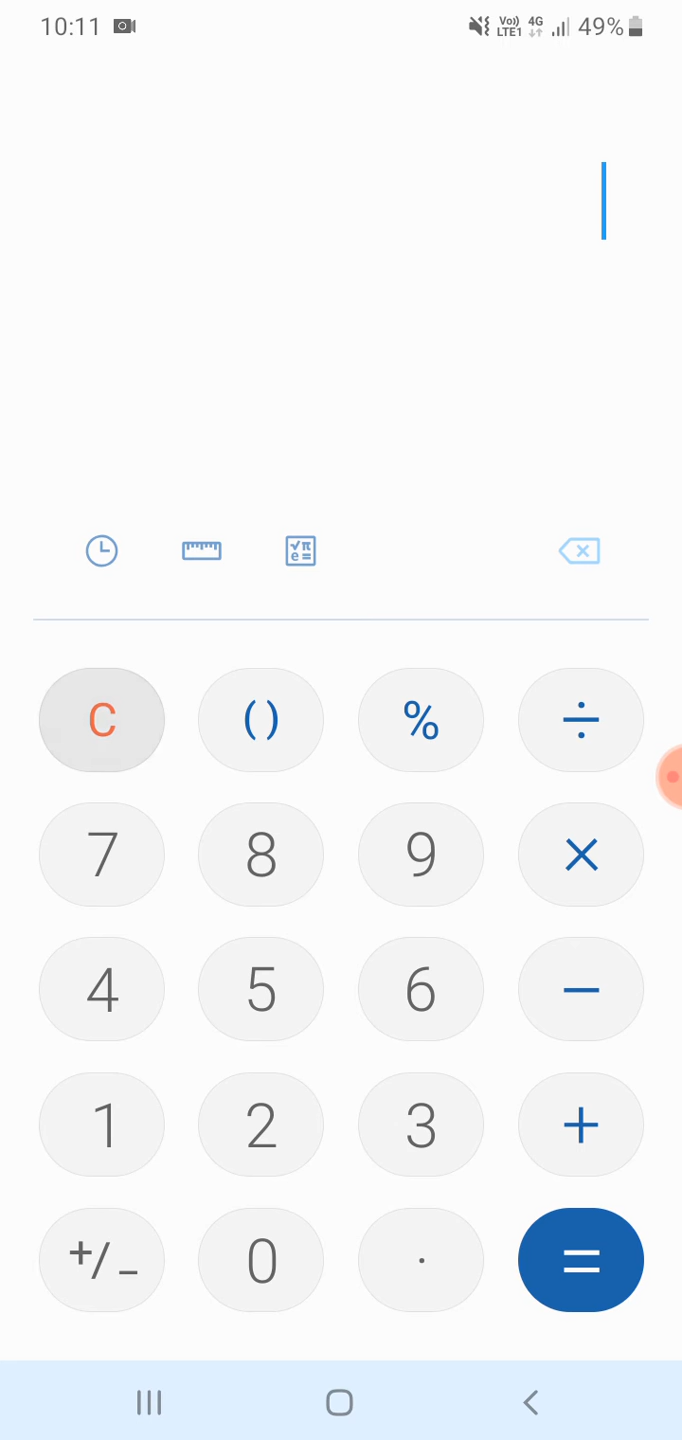 10:11 Vo)) LTE1 4G 49%
√π e=
C ( ) % ÷
7 8 9 ×
4 5 6 −
1 2 3 +
+/− 0 . =